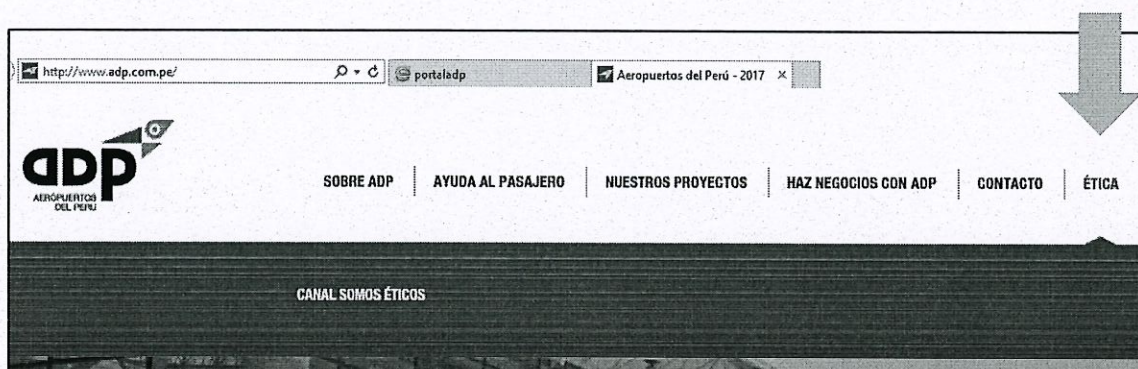 http://www.adp.com.pe/
portaladp
Aeropuertos del Perú - 2017
adp
AEROPUERTOS
DEL PERÚ
SOBRE ADP
AYUDA AL PASAJERO
NUESTROS PROYECTOS
HAZ NEGOCIOS CON ADP
CONTACTO
ÉTICA
CANAL SOMOS ÉTICOS